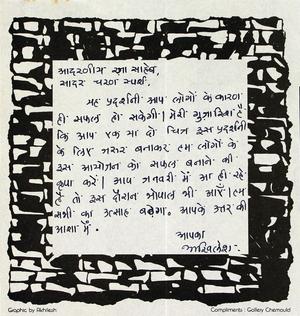 आदरणीय रज़ा साहेब,
सादर चरण स्पर्श.
यह प्रदर्शनी आप लोगों के कारण
ही सफल हो सकेगी। मेरी गुज़ारिश है
कि आप एक या दो चित्र इस प्रदर्शनी
के लिए जरूर बनाकर हम लोगों के
इस आयोजन को सफल बनाने की
कृपा करें। आप जनवरी में आ ही रहे
हैं तो इस दौरान भोपाल भी आएँ। हम
सभी का उत्साह बढ़ेगा. आपके उत्तर की
आशा में.
आपका
अखिलेश.
Graphic by Akhilesh
Compliments : Gallery Chemould